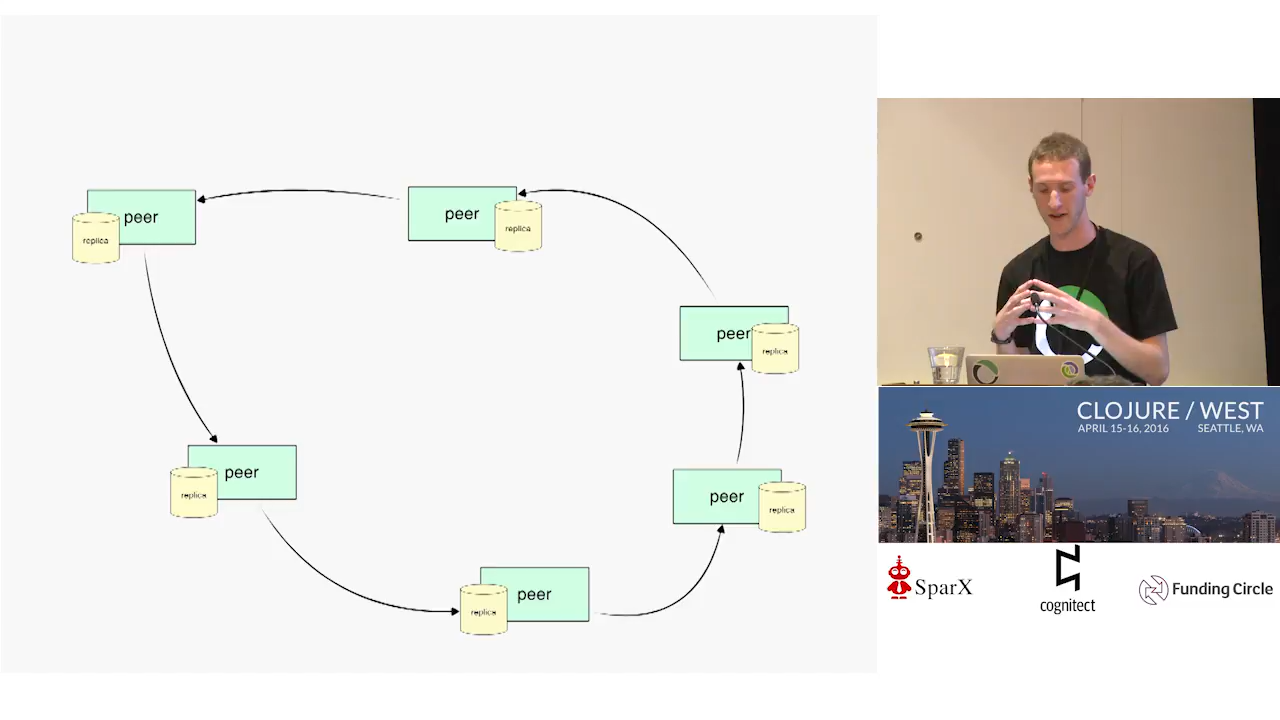 peer
replica
peer
replica
peer
replica
peer
replica
peer
replica
peer
replica
CLOJURE / WEST
APRIL 15-16, 2016 SEATTLE, WA
SparX
cognitect
Funding Circle